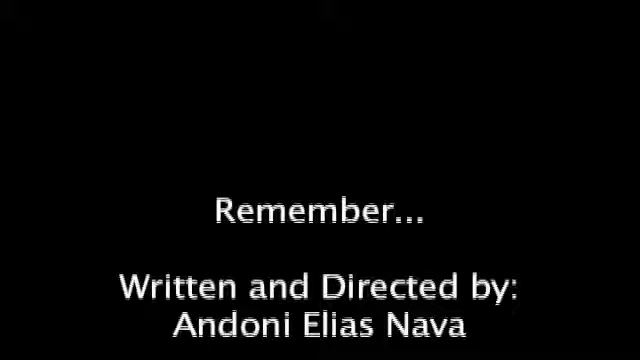 Remember...
Written and Directed by:
Andoni Elias Nava